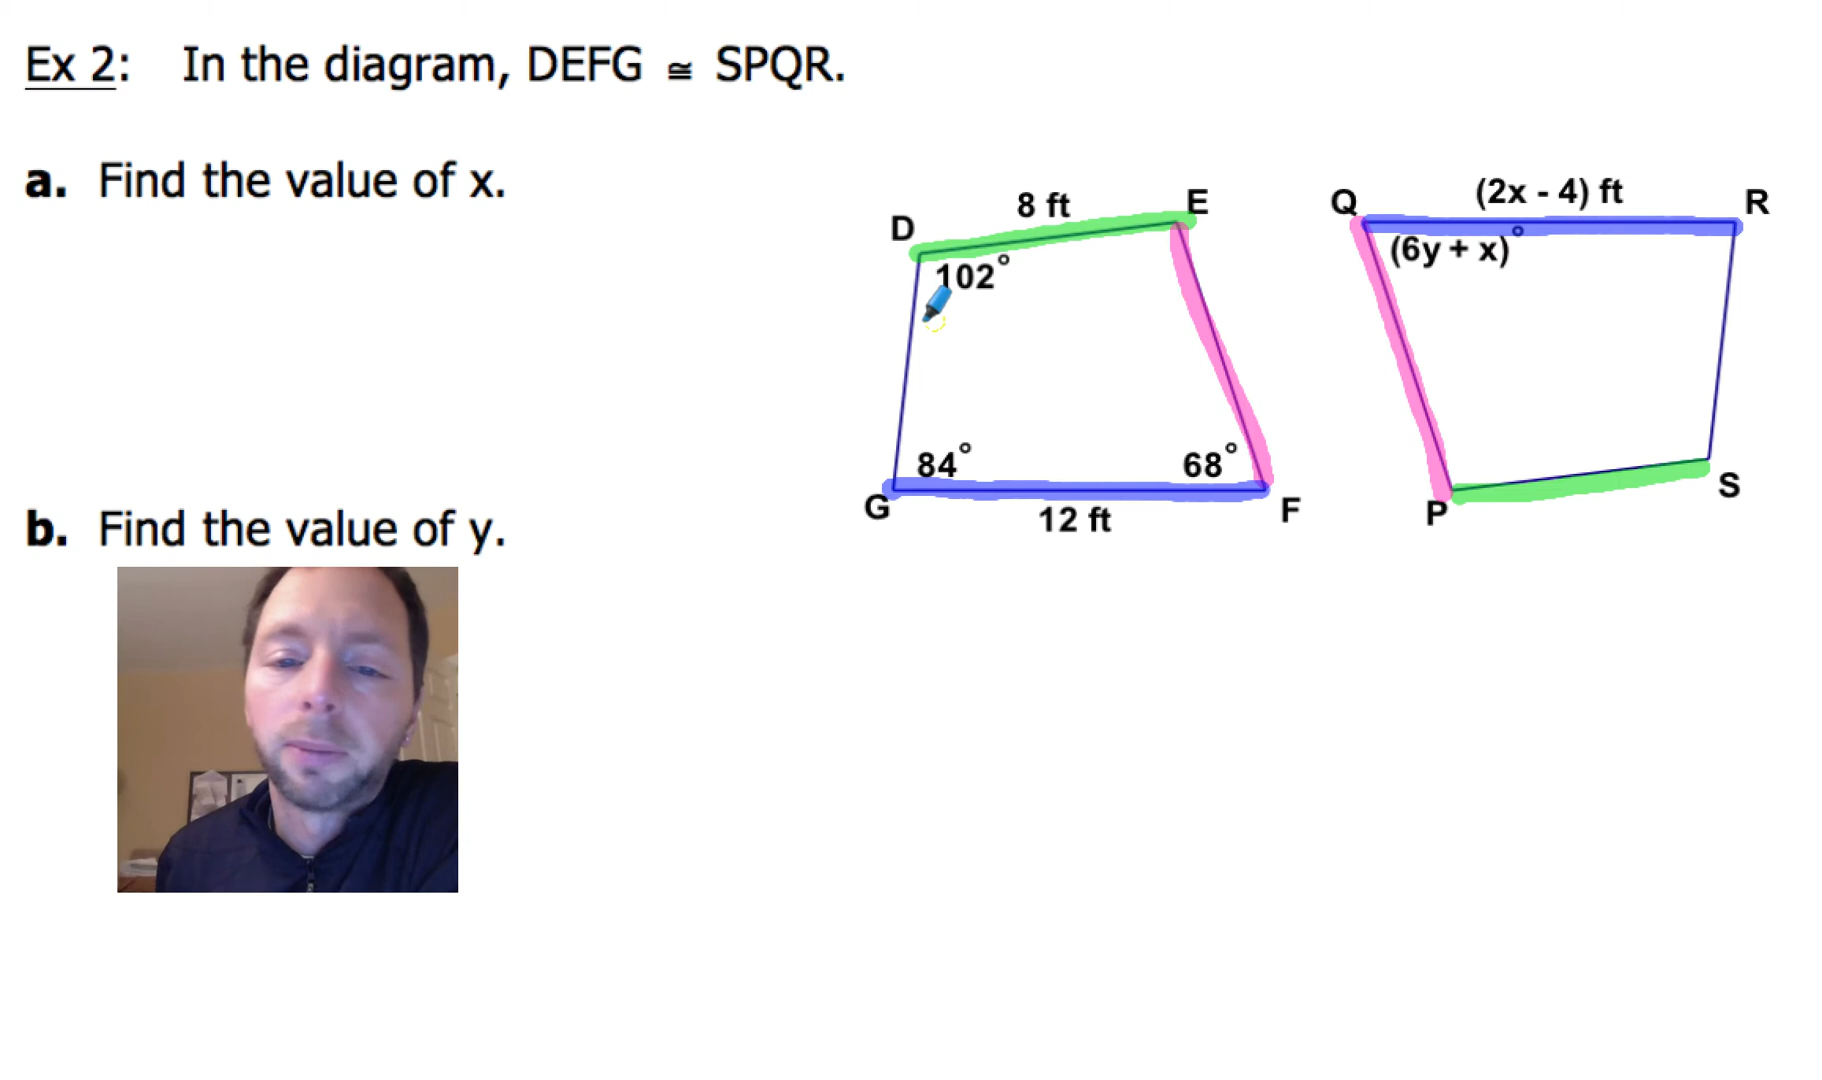 Ex 2: In the diagram, DEFG ≅ SPQR.
a. Find the value of x.
8 ft
E
D
102°
84°
68°
G
12 ft
F
Q
(2x - 4) ft
R
(6y + x)°
P
S
b. Find the value of y.